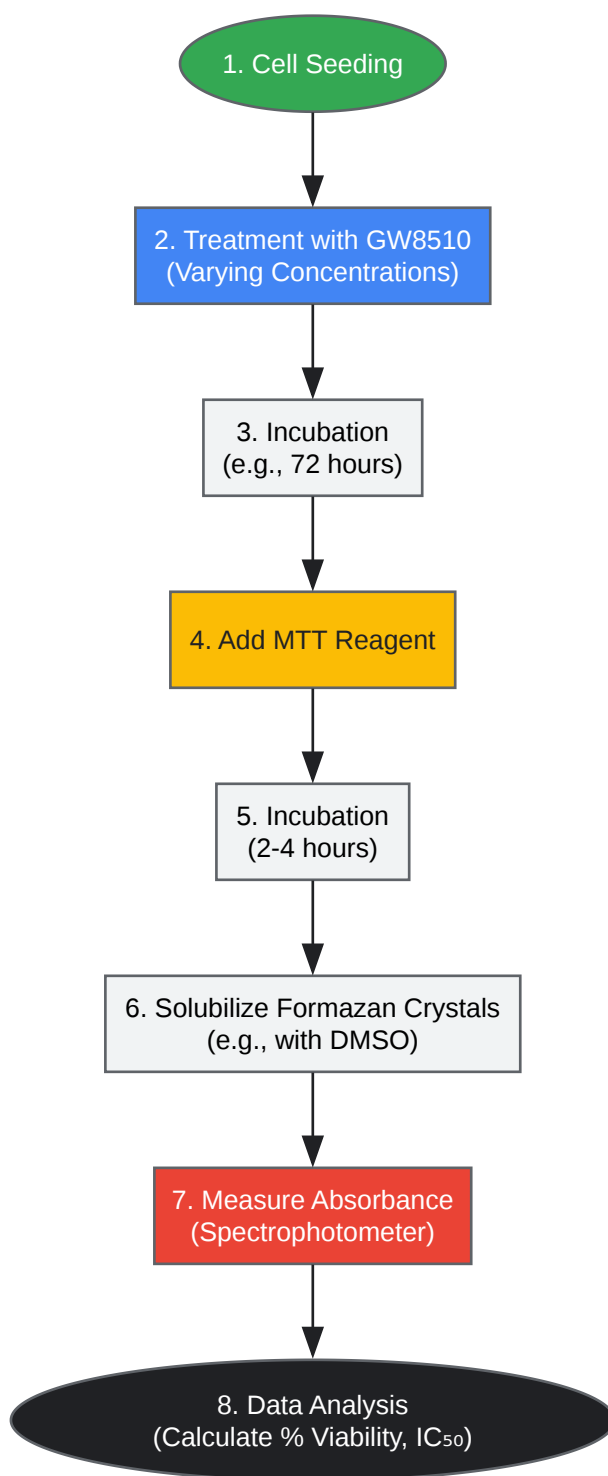 1. Cell Seeding
2. Treatment with GW8510
(Varying Concentrations)
3. Incubation
(e.g., 72 hours)
4. Add MTT Reagent
5. Incubation
(2-4 hours)
6. Solubilize Formazan Crystals
(e.g., with DMSO)
7. Measure Absorbance
(Spectrophotometer)
8. Data Analysis
(Calculate % Viability, IC₅₀)